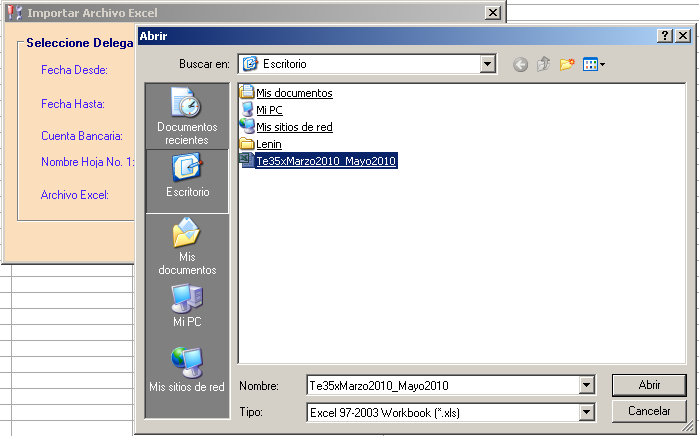 Importar Archivo Excel
Seleccione Delega
Fecha Desde:
Fecha Hasta:
Cuenta Bancaria:
Nombre Hoja No. 1:
Archivo Excel:
Abrir
Buscar en:
Escritorio
Documentos
recientes
Escritorio
Mis
documentos
Mi PC
Mis sitios de red
Mis documentos
Mi PC
Mis sitios de red
Lenin
Te35xMarzo2010_Mayo2010
Nombre:
Te35xMarzo2010_Mayo2010
Abrir
Tipo:
Excel 97-2003 Workbook (*.xls)
Cancelar